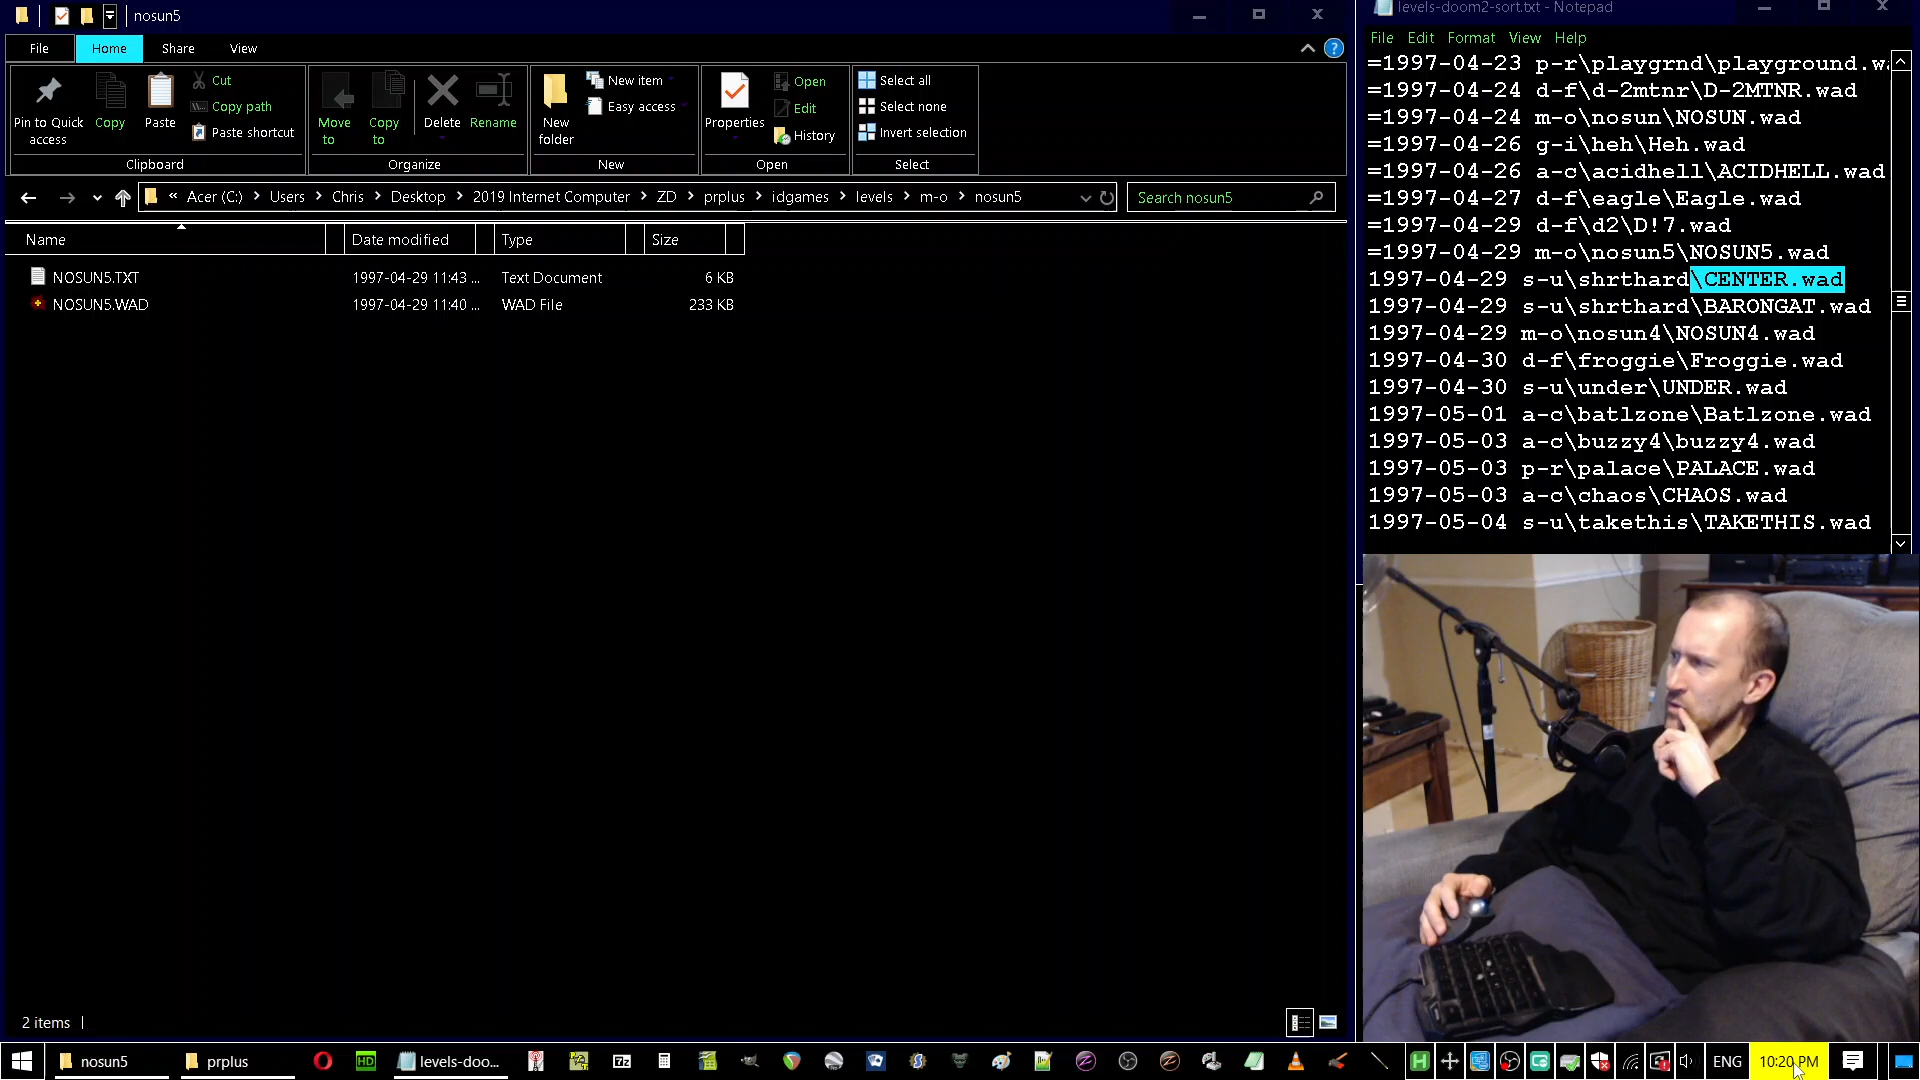 nosun5
File Home Share View
Pin to Quick access
Copy
Paste
Cut
Copy path
Paste shortcut
Clipboard
Move to
Copy to
Delete
Rename
Organize
New folder
New item
Easy access
New
Properties
Open
Edit
History
Open
Select all
Select none
Invert selection
Select
« Acer (C:) > Users > Chris > Desktop > 2019 Internet Computer > ZD > prplus > idgames > levels > m-o > nosun5
Search nosun5
Name Date modified Type Size
NOSUN5.TXT 1997-04-29 11:43 ... Text Document 6 KB
NOSUN5.WAD 1997-04-29 11:40 ... WAD File 233 KB
2 items
levels-doom2-sort.txt - Notepad
File Edit Format View Help
=1997-04-23 p-r\playgrnd\playground.wa
=1997-04-24 d-f\d-2mtnr\D-2MTNR.wad
=1997-04-24 m-o\nosun\NOSUN.wad
=1997-04-26 g-i\heh\Heh.wad
=1997-04-26 a-c\acidhell\ACIDHELL.wad
=1997-04-27 d-f\eagle\Eagle.wad
=1997-04-29 d-f\d2\D!7.wad
=1997-04-29 m-o\nosun5\NOSUN5.wad
1997-04-29 s-u\shrthard\CENTER.wad
1997-04-29 s-u\shrthard\BARONGAT.wad
1997-04-29 m-o\nosun4\NOSUN4.wad
1997-04-30 d-f\froggie\Froggie.wad
1997-04-30 s-u\under\UNDER.wad
1997-05-01 a-c\batlzone\Batlzone.wad
1997-05-03 a-c\buzzy4\buzzy4.wad
1997-05-03 p-r\palace\PALACE.wad
1997-05-03 a-c\chaos\CHAOS.wad
1997-05-04 s-u\takethis\TAKETHIS.wad
nosun5 prplus HD levels-doo... 7z ENG 10:20 PM